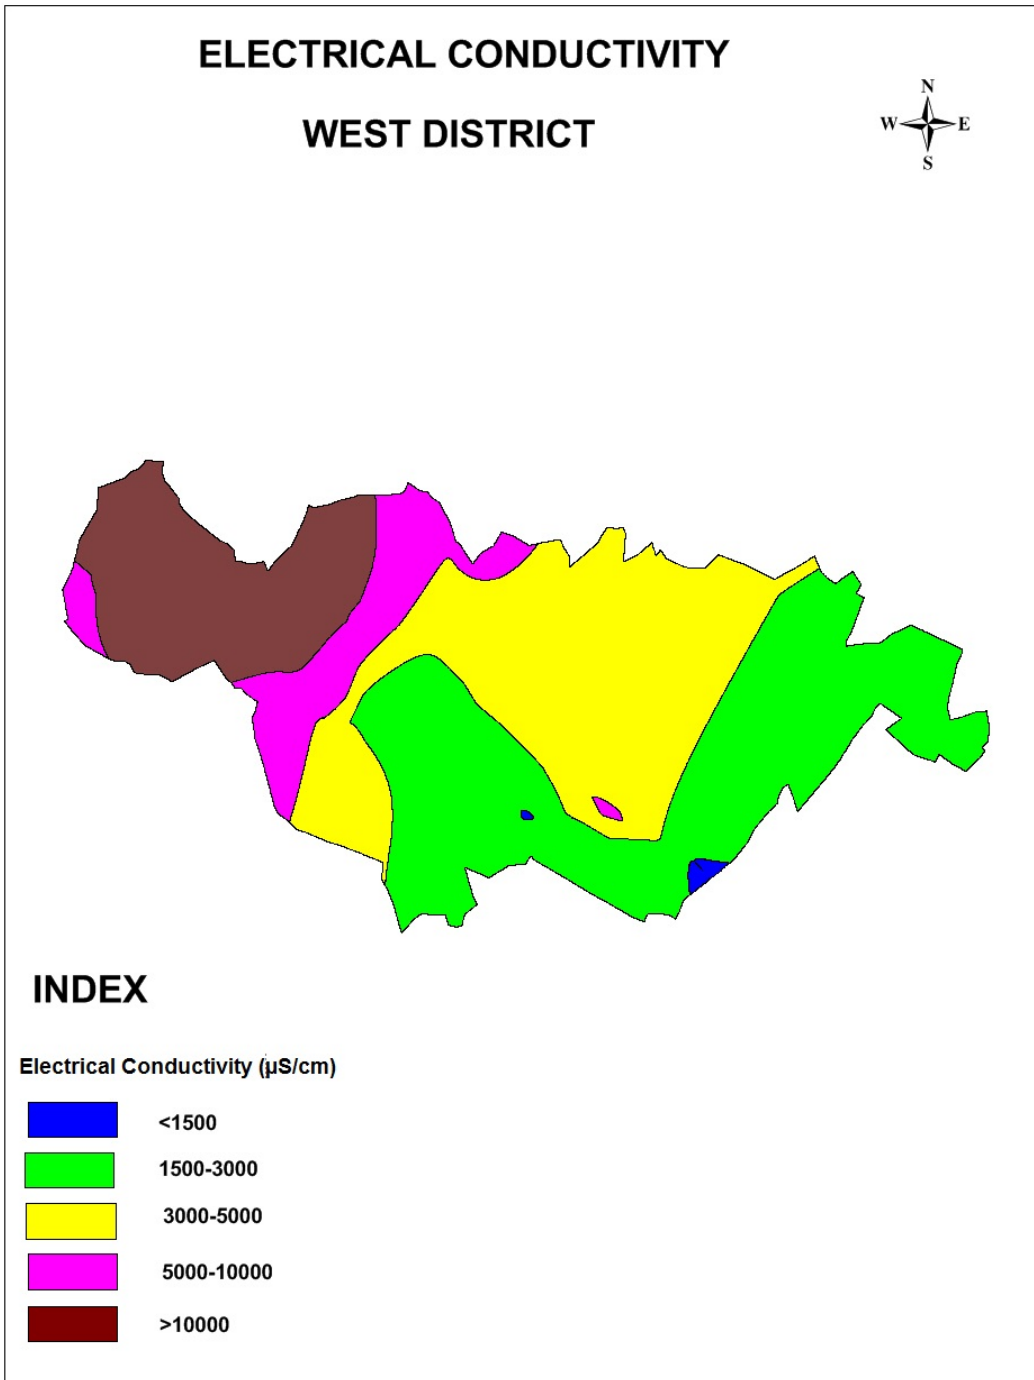 ELECTRICAL CONDUCTIVITY
WEST DISTRICT
N
W E
S
INDEX
Electrical Conductivity (µS/cm)
<1500
1500-3000
3000-5000
5000-10000
>10000